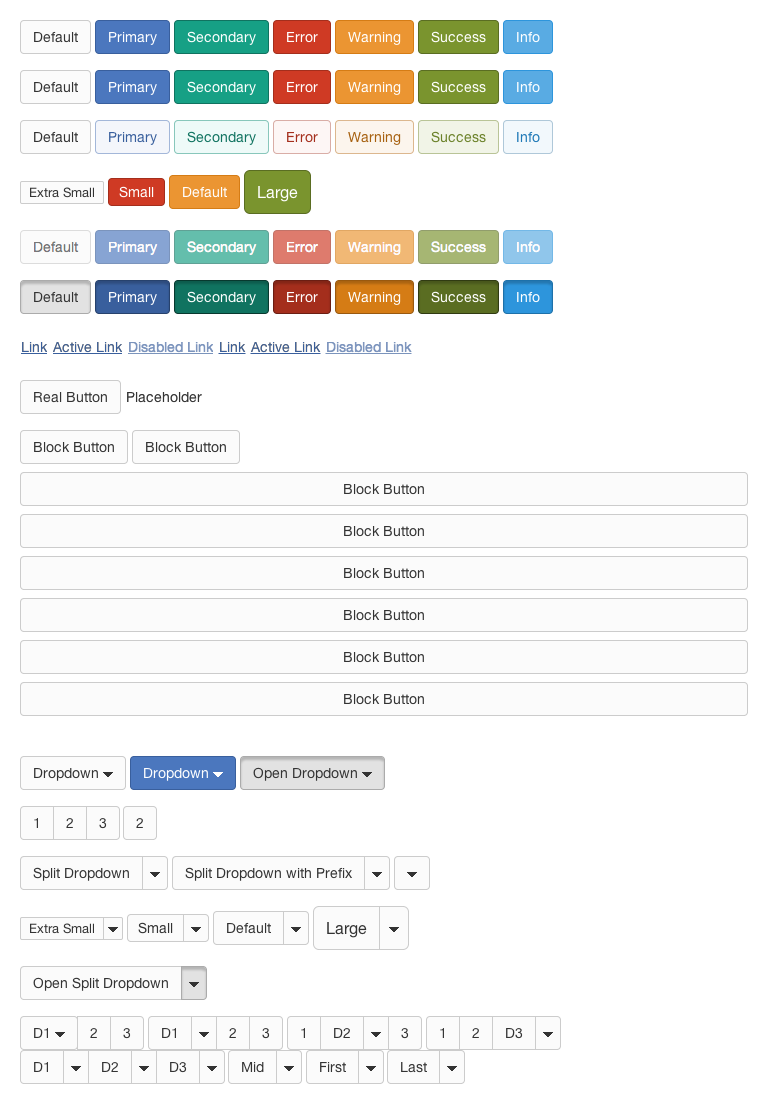 Default Primary Secondary Error Warning Success Info
Default Primary Secondary Error Warning Success Info
Default Primary Secondary Error Warning Success Info
Extra Small Small Default Large
Default Primary Secondary Error Warning Success Info
Default Primary Secondary Error Warning Success Info
Link Active Link Disabled Link Link Active Link Disabled Link
Real Button Placeholder
Block Button Block Button
Block Button
Block Button
Block Button
Block Button
Block Button
Block Button
Dropdown Dropdown Open Dropdown
1 2 3 2
Split Dropdown Split Dropdown with Prefix
Extra Small Small Default Large
Open Split Dropdown
D1 2 3 D1 2 3 1 D2 3 1 2 D3
D1 D2 D3 Mid First Last